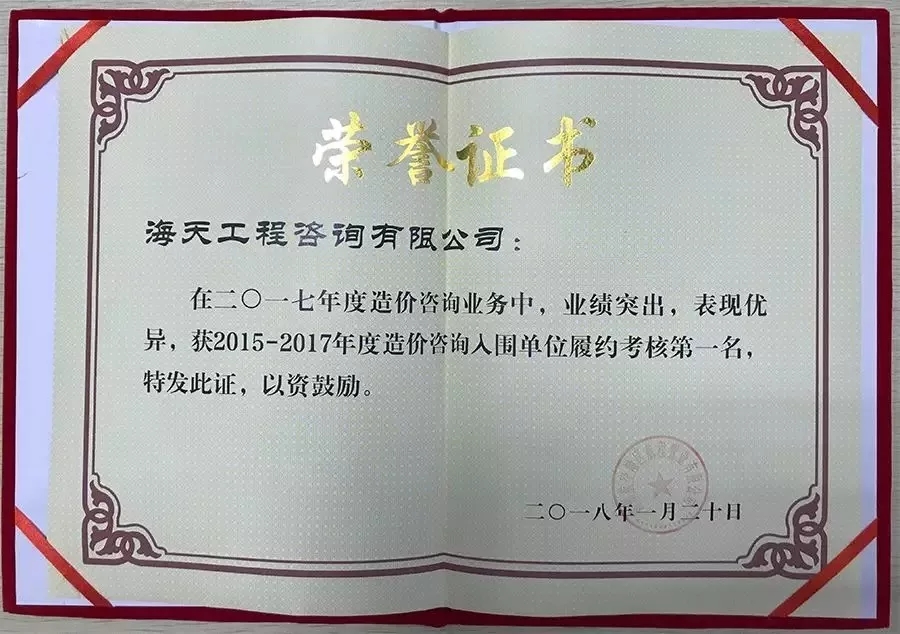 荣誉证书
海天工程咨询有限公司：
在二〇一七年度造价咨询业务中，业绩突出，表现优
异，获2015-2017年度造价咨询入围单位履约考核第一名，
特发此证，以资鼓励。
二〇一八年一月二十日